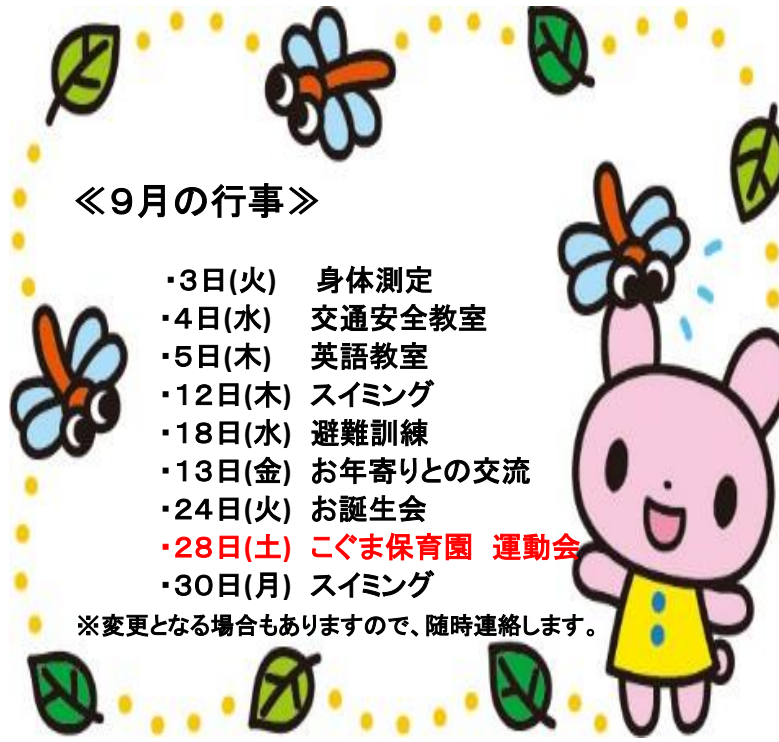 ≪９月の行事≫
・３日(火)　身体測定
・４日(水)　交通安全教室
・５日(木)　英語教室
・１２日(木) スイミング
・１８日(水) 避難訓練
・１３日(金) お年寄りとの交流
・２４日(火) お誕生会
・２８日(土) こぐま保育園　運動会
・３０日(月) スイミング
※変更となる場合もありますので、随時連絡します。